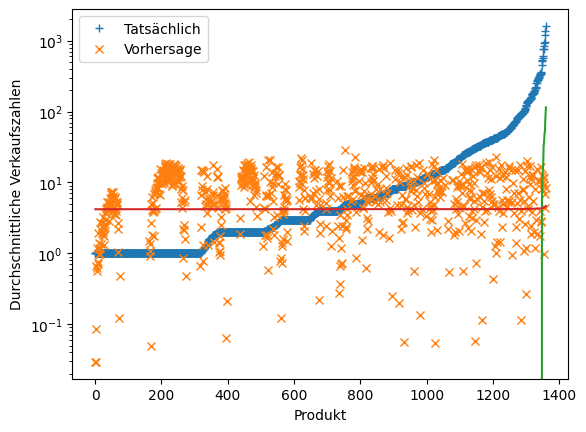 Tatsächlich
Vorhersage
10³
10²
10¹
10⁰
10⁻¹
Durchschnittliche Verkaufszahlen
0 200 400 600 800 1000 1200 1400
Produkt